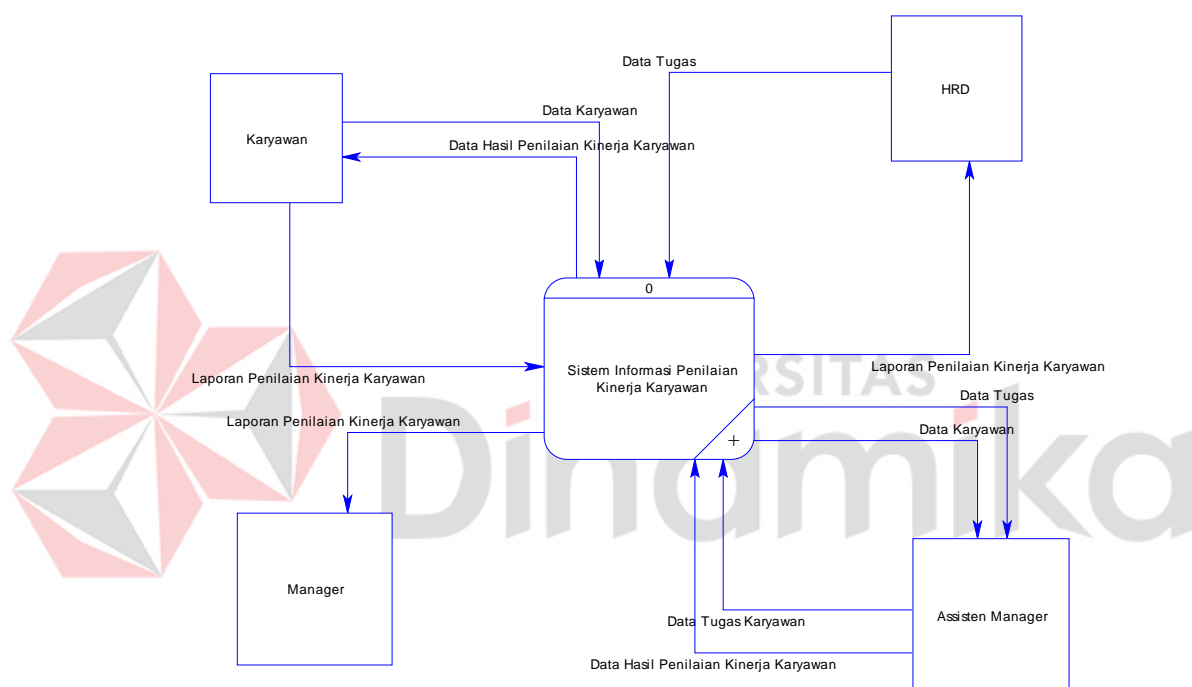 Data Tugas
HRD
Data Karyawan
Karyawan
Data Hasil Penilaian Kinerja Karyawan
0
Sistem Informasi Penilaian
Kinerja Karyawan
RSITAS
Laporan Penilaian Kinerja Karyawan
Laporan Penilaian Kinerja Karyawan
Data Tugas
Laporan Penilaian Kinerja Karyawan
Data Karyawan
+
Dinamika
Manager
Assisten Manager
Data Tugas Karyawan
Data Hasil Penilaian Kinerja Karyawan